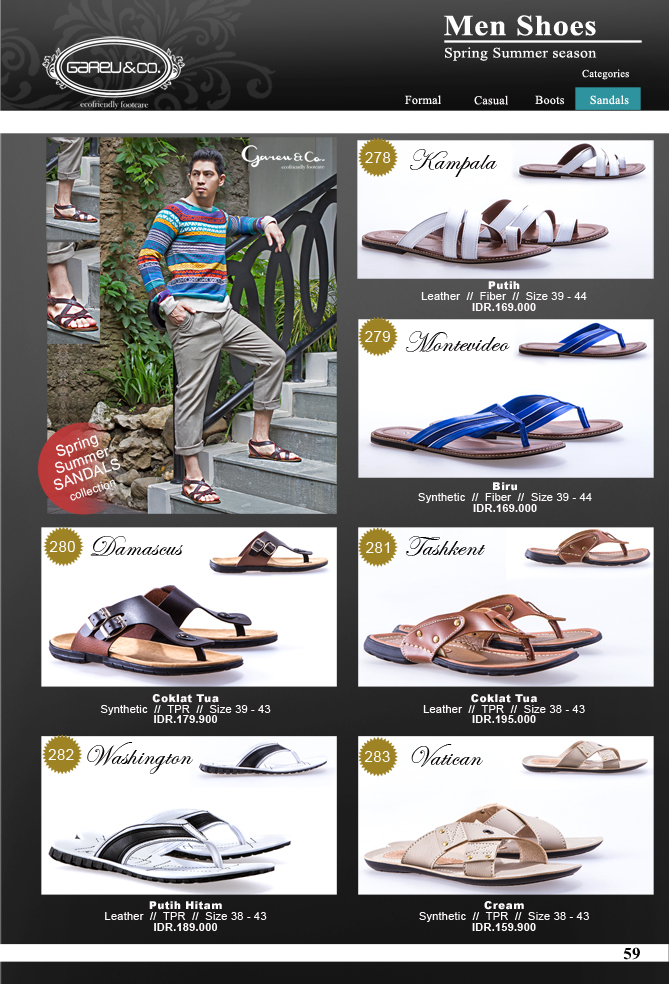 GAREU & CO.
ecofriendly footcare
Men Shoes
Spring Summer season
Categories
Formal Casual Boots Sandals
Gareu & Co.
ecofriendly footcare
Spring
Summer
SANDALS
collection
278 Kampala
Putih
Leather // Fiber // Size 39 - 44
IDR.169.000
279 Montevideo
Biru
Synthetic // Fiber // Size 39 - 44
IDR.169.000
280 Damascus
Coklat Tua
Synthetic // TPR // Size 39 - 43
IDR.179.900
281 Tashkent
Coklat Tua
Leather // TPR // Size 38 - 43
IDR.195.000
282 Washington
Putih Hitam
Leather // TPR // Size 38 - 43
IDR.189.000
283 Vatican
Cream
Synthetic // TPR // Size 38 - 43
IDR.159.900
59